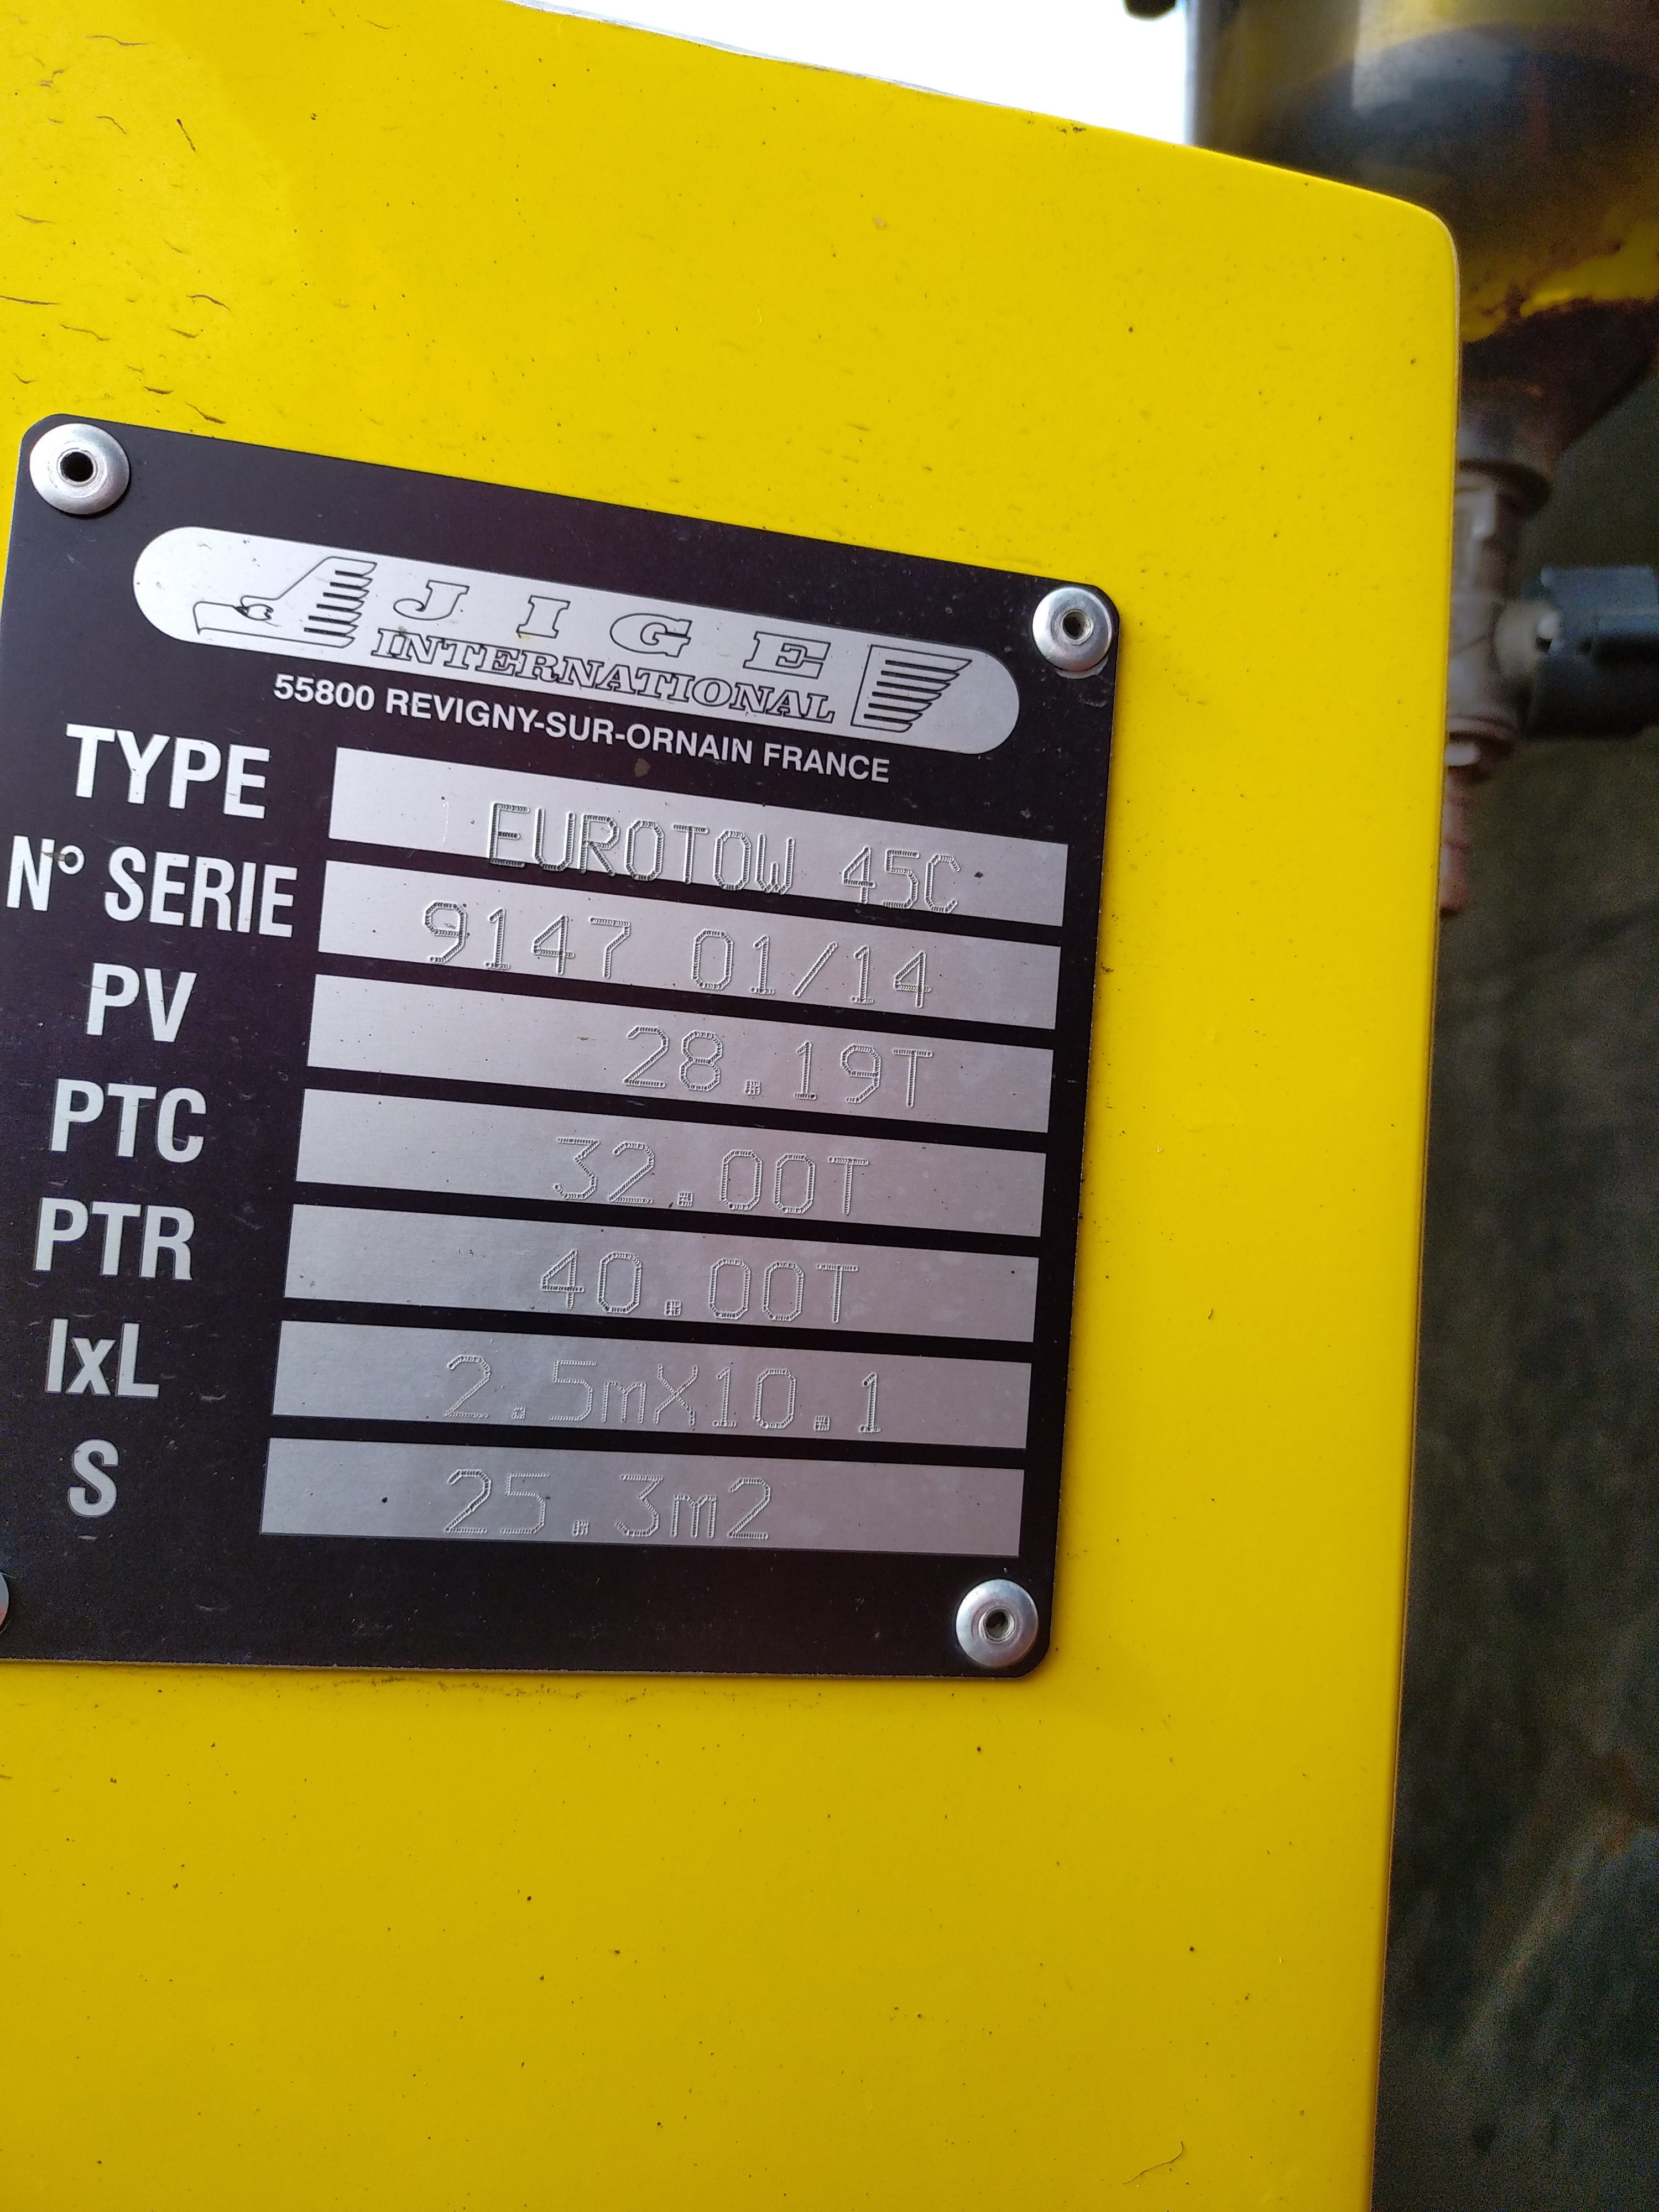 JIGE
INTERNATIONAL
55800 REVIGNY-SUR-ORNAIN FRANCE
TYPE EUROTOW 45C
N° SERIE 9147 01/14
PV 28.19T
PTC 32.00T
PTR 40.00T
lxL 2.5mX10.1
S 25.3m2